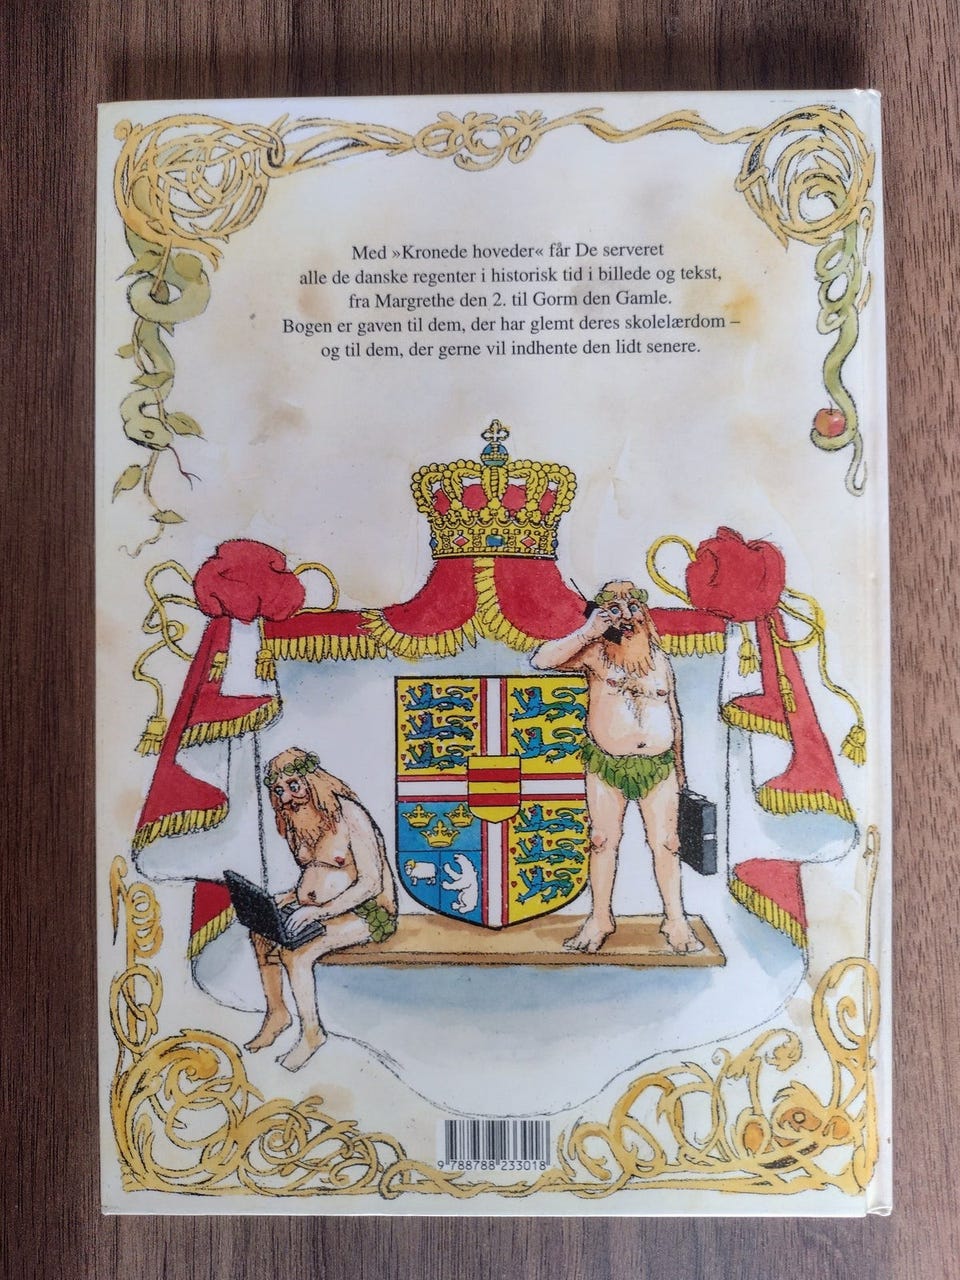 Med »Kronede hoveder« får De serveret
alle de danske regenter i historisk tid i billede og tekst,
fra Margrethe den 2. til Gorm den Gamle.
Bogen er gaven til dem, der har glemt deres skolelærdom –
og til dem, der gerne vil indhente den lidt senere.
9 788788 233018